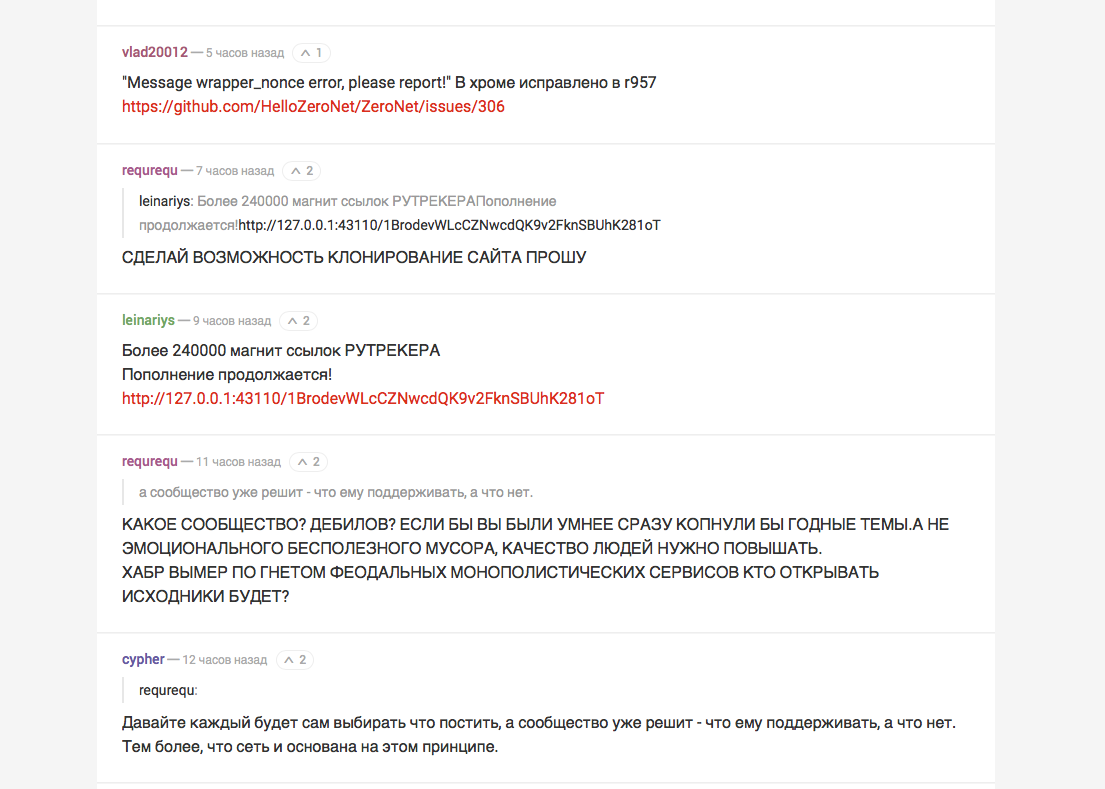 vlad20012 — 5 часов назад 1
"Message wrapper_nonce error, please report!" В хроме исправлено в r957
https://github.com/HelloZeroNet/ZeroNet/issues/306
requrequ — 7 часов назад 2
leinariys: Более 240000 магнит ссылок РУТРЕКЕРАПополнение
продолжается!http://127.0.0.1:43110/1BrodevWLcCZNwcdQK9v2FknSBUhK281oT
СДЕЛАЙ ВОЗМОЖНОСТЬ КЛОНИРОВАНИЕ САЙТА ПРОШУ
leinariys — 9 часов назад 2
Более 240000 магнит ссылок РУТРЕКЕРА
Пополнение продолжается!
http://127.0.0.1:43110/1BrodevWLcCZNwcdQK9v2FknSBUhK281oT
requrequ — 11 часов назад 2
а сообщество уже решит - что ему поддерживать, а что нет.
КАКОЕ СООБЩЕСТВО? ДЕБИЛОВ? ЕСЛИ БЫ ВЫ БЫЛИ УМНЕЕ СРАЗУ КОПНУЛИ БЫ ГОДНЫЕ ТЕМЫ.А НЕ
ЭМОЦИОНАЛЬНОГО БЕСПОЛЕЗНОГО МУСОРА, КАЧЕСТВО ЛЮДЕЙ НУЖНО ПОВЫШАТЬ.
ХАБР ВЫМЕР ПО ГНЕТОМ ФЕОДАЛЬНЫХ МОНОПОЛИСТИЧЕСКИХ СЕРВИСОВ КТО ОТКРЫВАТЬ
ИСХОДНИКИ БУДЕТ?
cypher — 12 часов назад 2
requrequ:
Давайте каждый будет сам выбирать что постить, а сообщество уже решит - что ему поддерживать, а что нет.
Тем более, что сеть и основана на этом принципе.